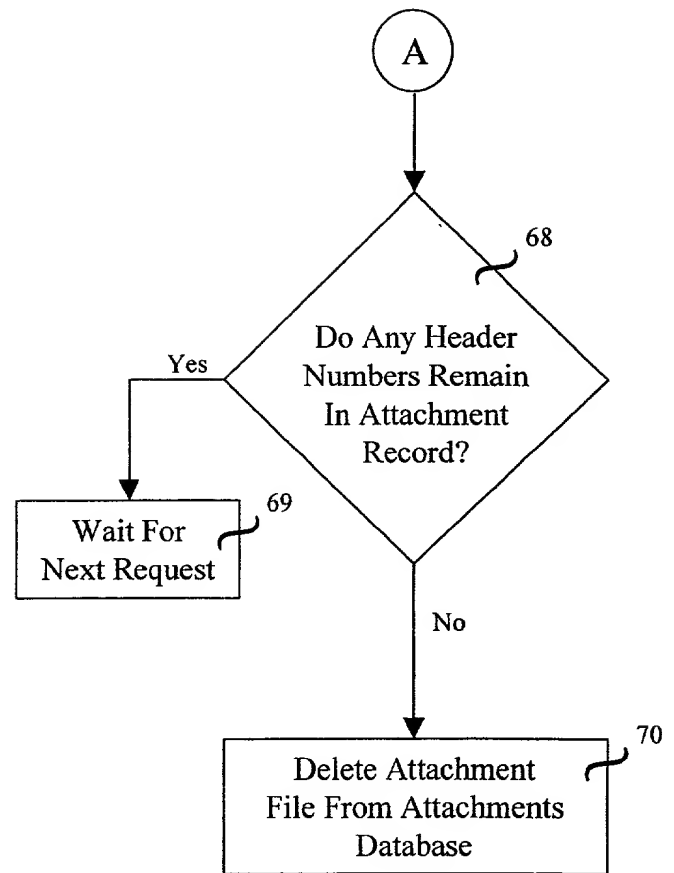 A
68
Do Any Header
Numbers Remain
In Attachment
Record?
Yes
69
Wait For
Next Request
No
70
Delete Attachment
File From Attachments
Database